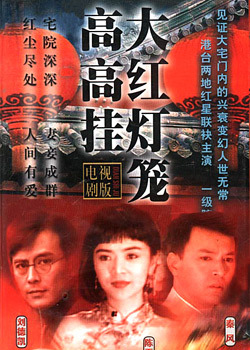 见证大宅门内的兴衰变幻人世无常
港台两地红星联袂主演 一级
大红灯笼
高高挂
电视
剧版
宅院深深 妻妾成群
红尘尽处 人间有爱
刘德凯
陈
秦风